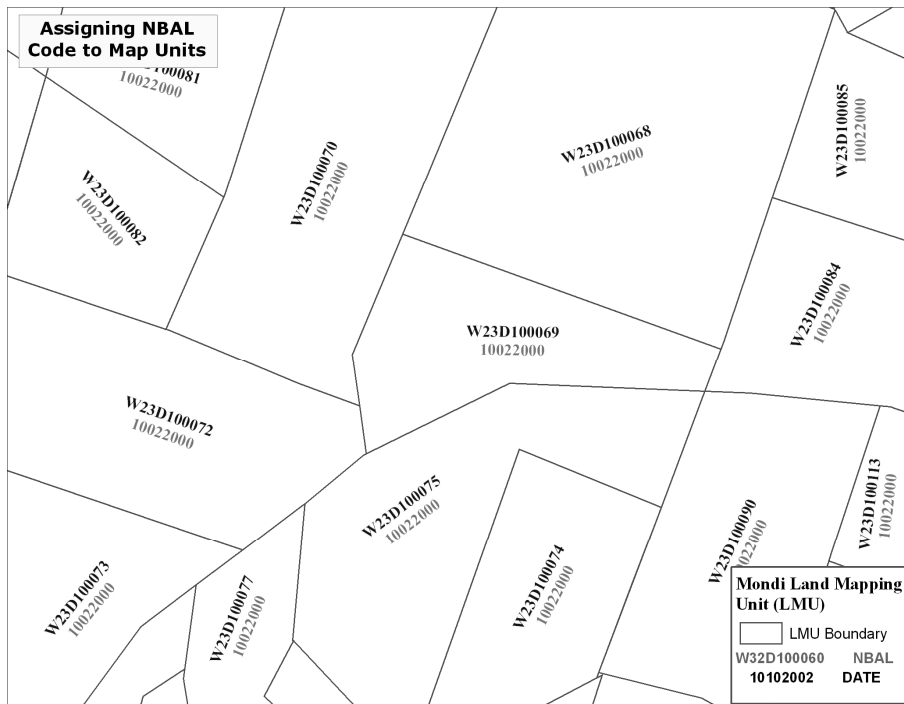 Assigning NBAL
Code to Map Units
10022000
W23D100085
10022000
W23D100068
10022000
W23D100070
10022000
W23D100082
10022000
W23D100084
10022000
W23D100069
10022000
W23D100072
10022000
W23D100075
10022000
W23D100113
10022000
W23D100090
W23D100074
10022000
W23D100073
10022000
W23D100077
10022000
Mondi Land Mapping
Unit (LMU)
LMU Boundary
W32D100060 NBAL
10102002 DATE